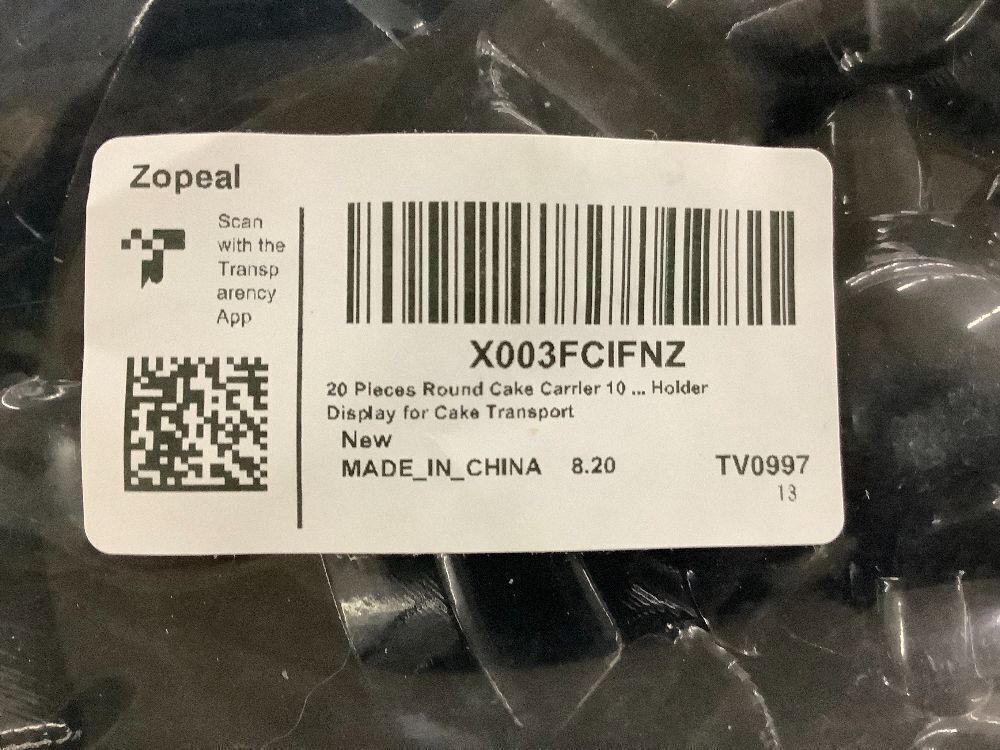 Zopeal
Scan
with the
Transp
arency
App
X003FCIFNZ
20 Pieces Round Cake Carrier 10 ... Holder
Display for Cake Transport
New
MADE_IN_CHINA 8.20 TV0997
13